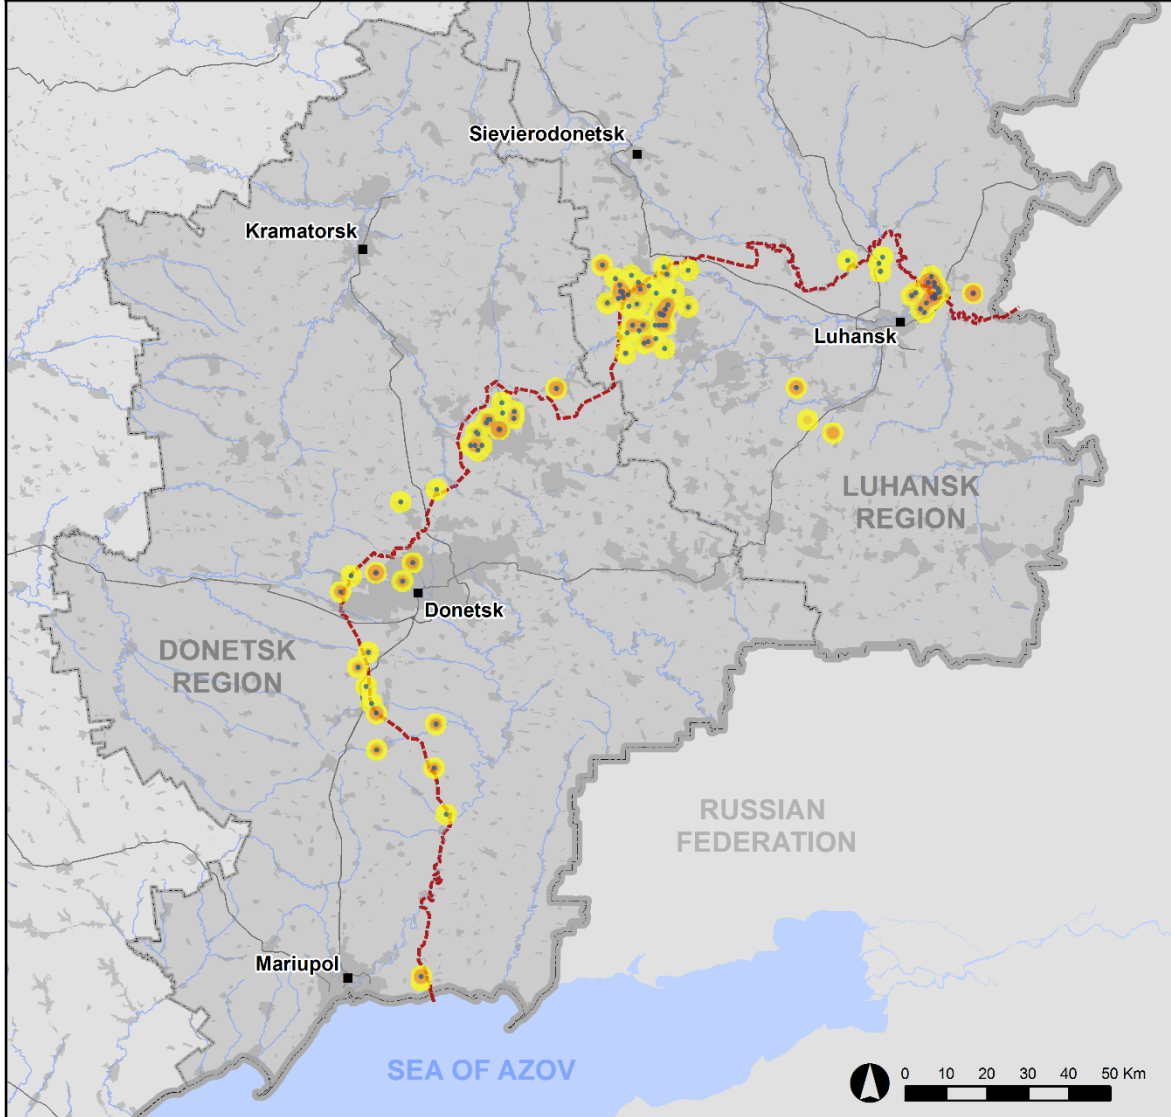 Sievierodonetsk
Kramatorsk
Luhansk
LUHANSK
REGION
Donetsk
DONETSK
REGION
RUSSIAN
FEDERATION
Mariupol
SEA OF AZOV
0 10 20 30 40 50 Km